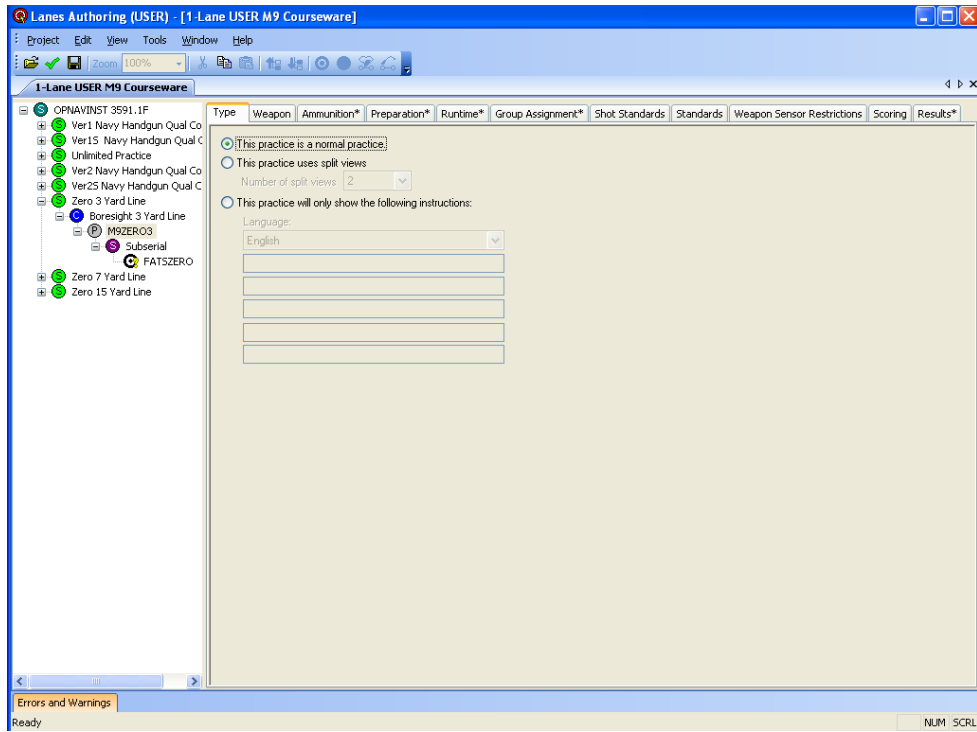 Lanes Authoring (USER) - [1-Lane USER M9 Courseware]
Project Edit View Tools Window Help
Zoom 100%
1-Lane USER M9 Courseware
S OPNAVINST 3591.1F
S Ver1 Navy Handgun Qual Co
S Ver1S Navy Handgun Qual C
S Unlimited Practice
S Ver2 Navy Handgun Qual Co
S Ver2S Navy Handgun Qual C
S Zero 3 Yard Line
C Boresight 3 Yard Line
P M9ZERO3
S Subserial
FATSZERO
S Zero 7 Yard Line
S Zero 15 Yard Line
Type Weapon Ammunition* Preparation* Runtime* Group Assignment* Shot Standards Standards Weapon Sensor Restrictions Scoring Results*
This practice is a normal practice.
This practice uses split views
Number of split views 2
This practice will only show the following instructions:
Language:
English
Errors and Warnings
Ready NUM SCRL